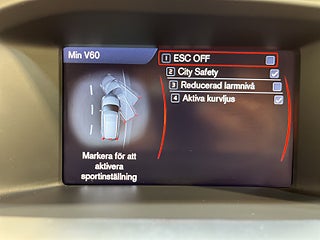 Min V60
1 ESC OFF
2 City Safety
3 Reducerad larmnivå
4 Aktiva kurvljus
Markera för att
aktivera
sportinställning